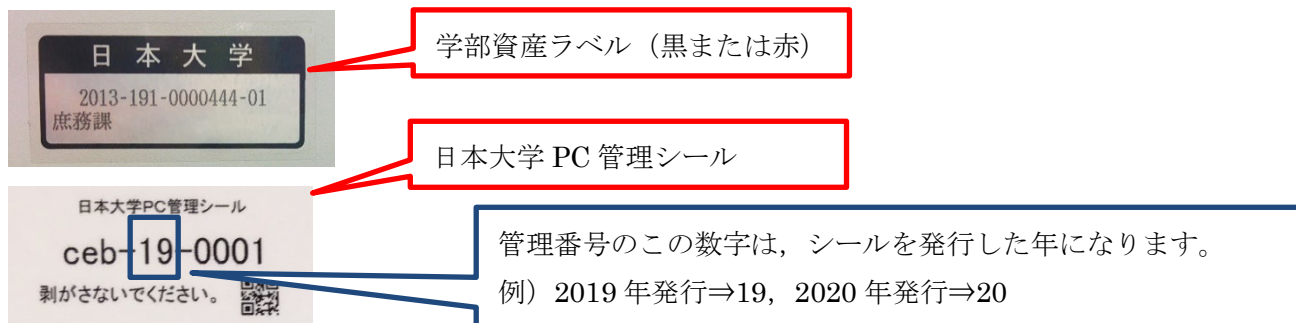 日本大学
2013-191-0000444-01
庶務課
学部資産ラベル（黒または赤）
日本大学 PC 管理シール
日本大学PC管理シール
ceb-19-0001
剥がさないでください。
管理番号のこの数字は，シールを発行した年になります。
例）2019 年発行⇒19，2020 年発行⇒20